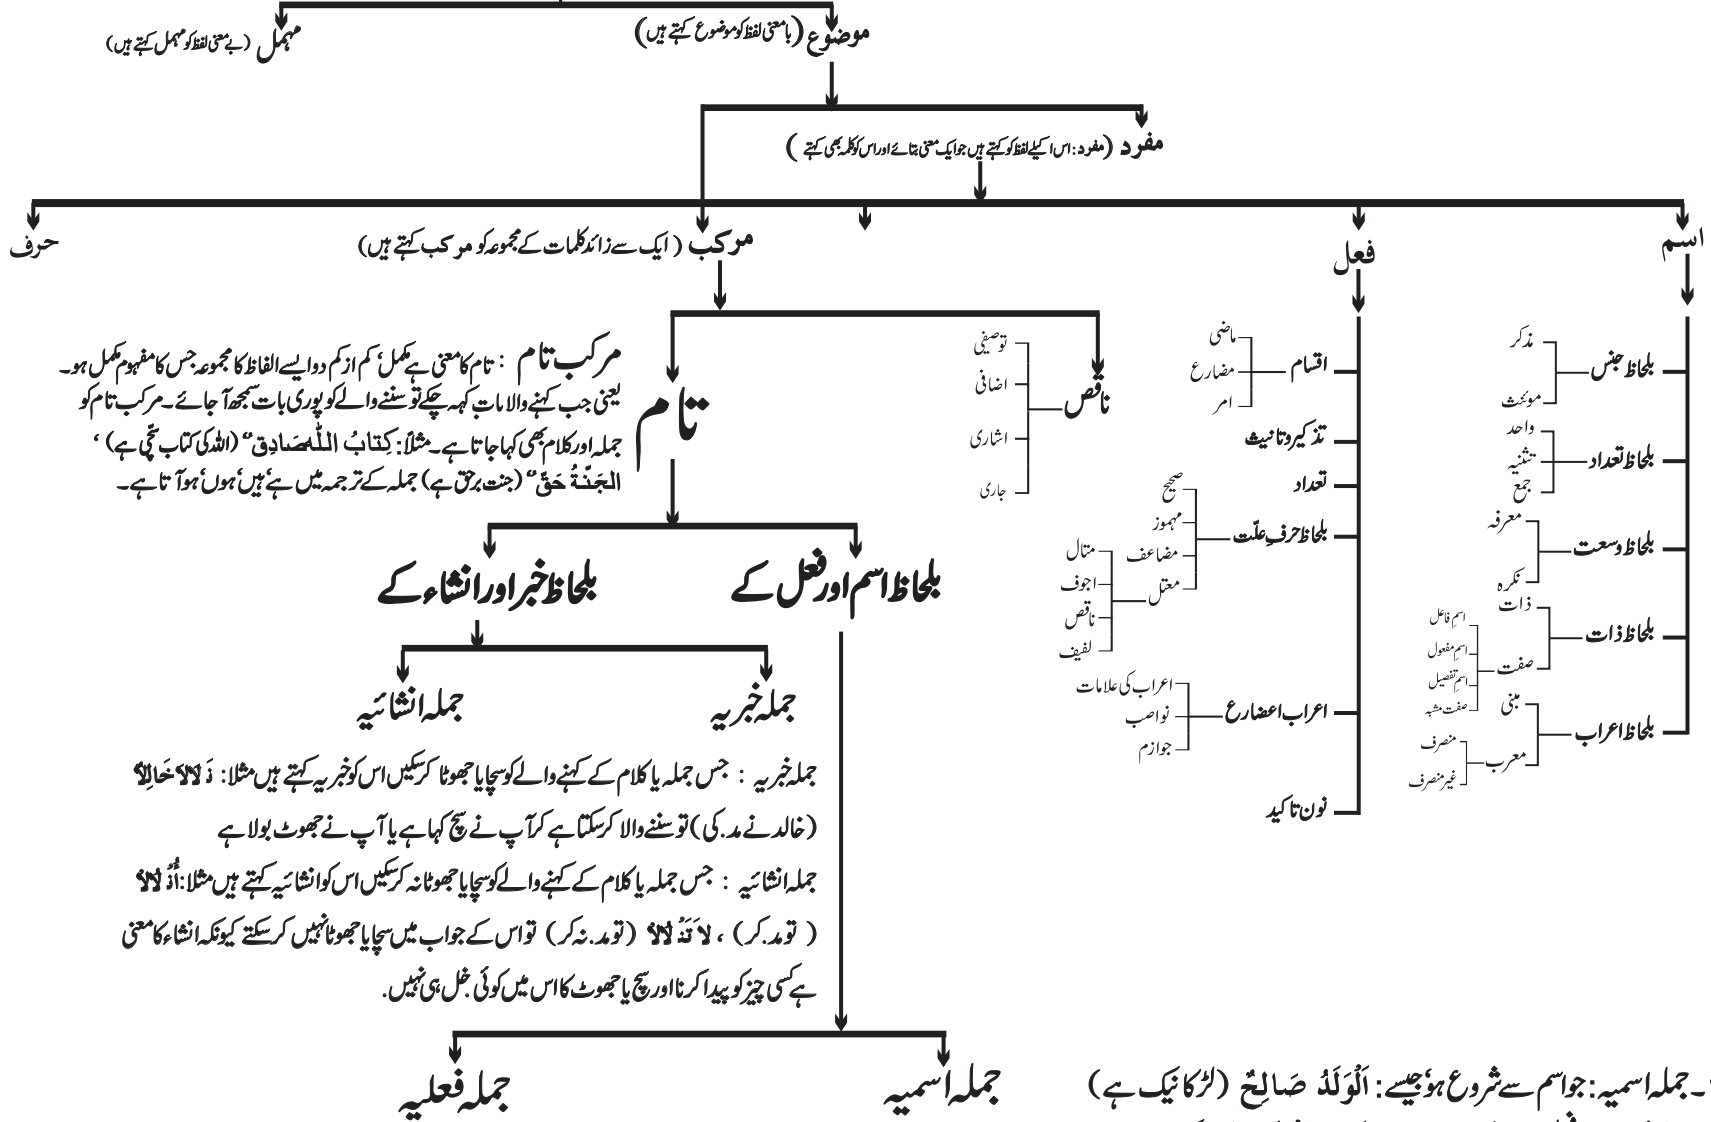 موضوع (بامعنی لفظ کو موضوع کہتے ہیں)
مہمل (بے معنی لفظ کو مہمل کہتے ہیں)
مفرد (مفرد: اس اکیلے لفظ کو کہتے ہیں جو ایک معنی بتائے اور اس کو کلمہ بھی کہتے )
اسم
فعل
مرکب ( ایک سے زائد کلمات کے مجموعہ کو مرکب کہتے ہیں)
حرف
بلحاظ جنس
مذکر
موئنث
بلحاظ تعداد
واحد
تثنیہ
جمع
بلحاظ وسعت
معرفہ
نکرہ
بلحاظ ذات
ذات
صفت
اسم فاعل
اسم مفعول
اسم تفصیل
صفت مشبہ
بلحاظ اعراب
مبنی
معرب
منصرف
غیر منصرف
اقسام
ماضی
مضارع
امر
تذکیر و تانیث
تعداد
بلحاظ حرفِ علّت
صحیح
مہموز
مضاعف
معتل
مثال
اجوف
ناقص
لفیف
اعراب اعضارع
اعراب کی علامات
نواصب
جوازم
نون تاکید
ناقص
توصیفی
اضافی
اشاری
جاری
تام
مرکب تام : تام کا معنی ہے مکمل، کم از کم دو ایسے الفاظ کا مجموعہ جس کا مفہوم مکمل ہو۔
یعنی جب کہنے والا بات کہہ چکے تو سننے والے کو پوری بات سمجھ آ جائے۔ مرکب تام کو
جملہ اور کلام بھی کہا جاتا ہے۔ مثلاً: کِتابُ اللّٰہ صَادِق ٌ (اللہ کی کتاب سچّی ہے) ،
الجَنّۃُ حَقّ ٌ (جنت برحق ہے) جملہ کے ترجمہ میں ہے، ہیں، ہوں، ہو آتا ہے۔
بلحاظ اسم اور فعل کے
بلحاظ خبر اور انشاء کے
جملہ خبریہ
جملہ انشائیہ
جملہ خبریہ : جس جملہ یا کلام کے کہنے والے کو سچا یا جھوٹا کر سکیں اس کو خبریہ کہتے ہیں مثلا:
(خالد نے مدد کی) تو سننے والا کر سکتا ہے کر آپ نے سچ کہا ہے یا آپ نے جھوٹ بولا ہے
جملہ انشائیہ : جس جملہ یا کلام کے کہنے والے کو سچا یا جھوٹا نہ کر سکیں اس کو انشائیہ کہتے ہیں مثلا:
( تو مدد کر) ، (تو مدد نہ کر) تو اس کے جواب میں سچا یا جھوٹا نہیں کر سکتے کیونکہ انشاء کا معنی
ہے کسی چیز کو پیدا کرنا اور سچ یا جھوٹ کا اس میں کوئی دخل ہی نہیں.
جملہ اسمیہ
جملہ فعلیہ
۔ جملہ اسمیہ: جو اسم سے شروع ہو، جیسے: اَلْوَلَدُ صَالِحٌ (لڑکا نیک ہے)